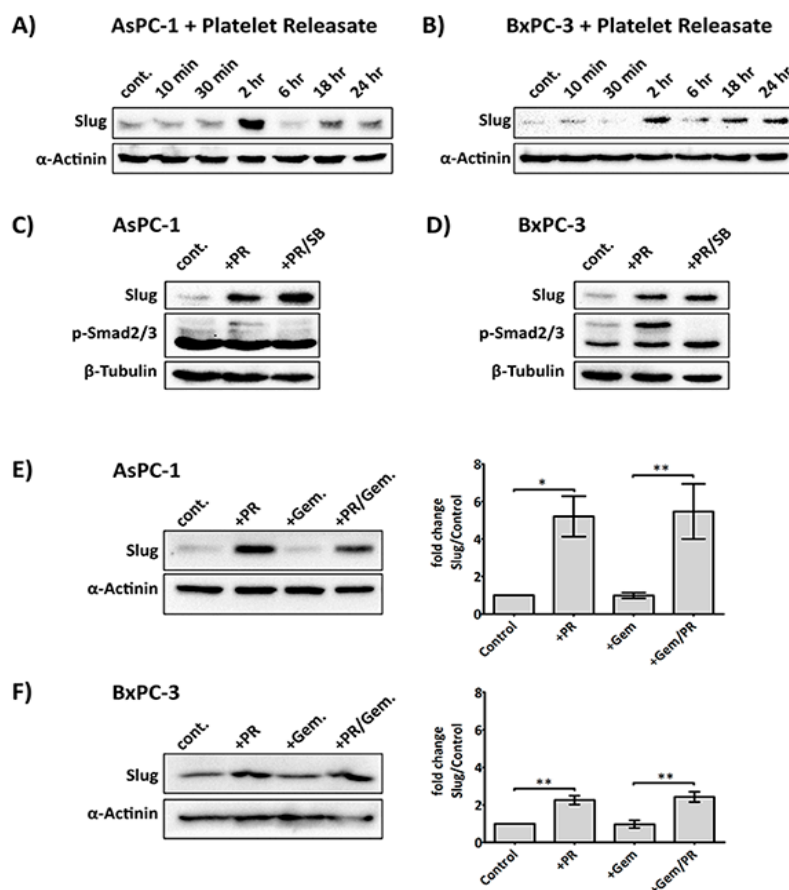 A) AsPC-1 + Platelet Releasate
cont. 10 min 30 min 2 hr 6 hr 18 hr 24 hr
Slug
α-Actinin
B) BxPC-3 + Platelet Releasate
cont. 10 min 30 min 2 hr 6 hr 18 hr 24 hr
Slug
α-Actinin
C) AsPC-1
cont. +PR +PR/SB
Slug
p-Smad2/3
β-Tubulin
D) BxPC-3
cont. +PR +PR/SB
Slug
p-Smad2/3
β-Tubulin
E) AsPC-1
cont. +PR +Gem. +PR/Gem.
Slug
α-Actinin
fold change
Slug/Control
8
6
4
2
0
* **
Control +PR +Gem +Gem/PR
F) BxPC-3
cont. +PR +Gem. +PR/Gem.
Slug
α-Actinin
fold change
Slug/Control
8
6
4
2
0
** **
Control +PR +Gem +Gem/PR